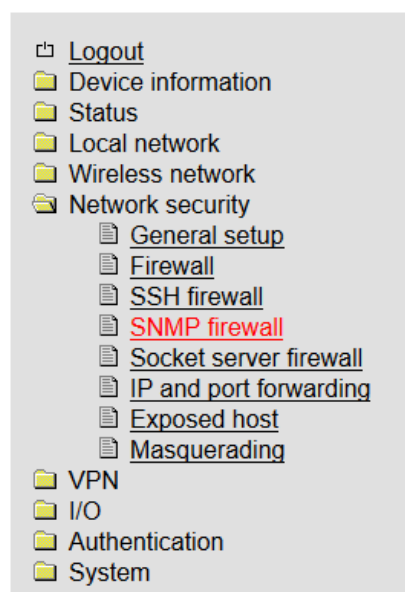 Logout
Device information
Status
Local network
Wireless network
Network security
General setup
Firewall
SSH firewall
SNMP firewall
Socket server firewall
IP and port forwarding
Exposed host
Masquerading
VPN
I/O
Authentication
System